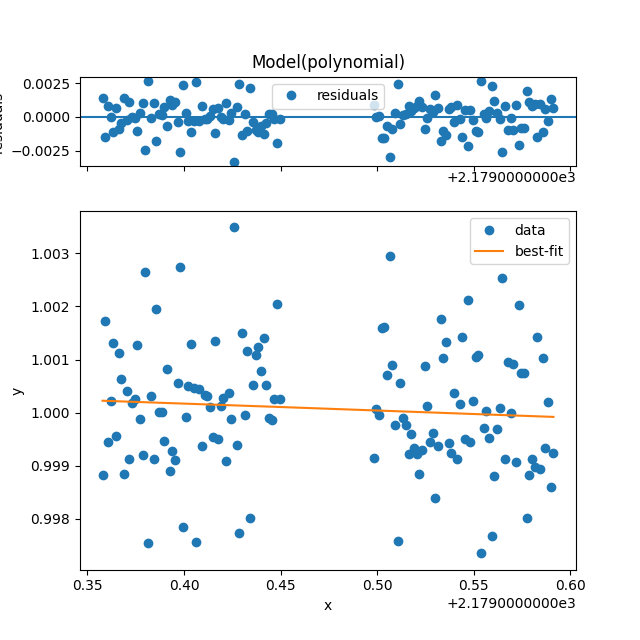 Model(polynomial)
0.0025
0.0000
−0.0025
residuals
+2.1790000000e3
1.003
1.002
1.001
1.000
0.999
0.998
y
data
best-fit
0.35 0.40 0.45 0.50 0.55 0.60
x
+2.1790000000e3